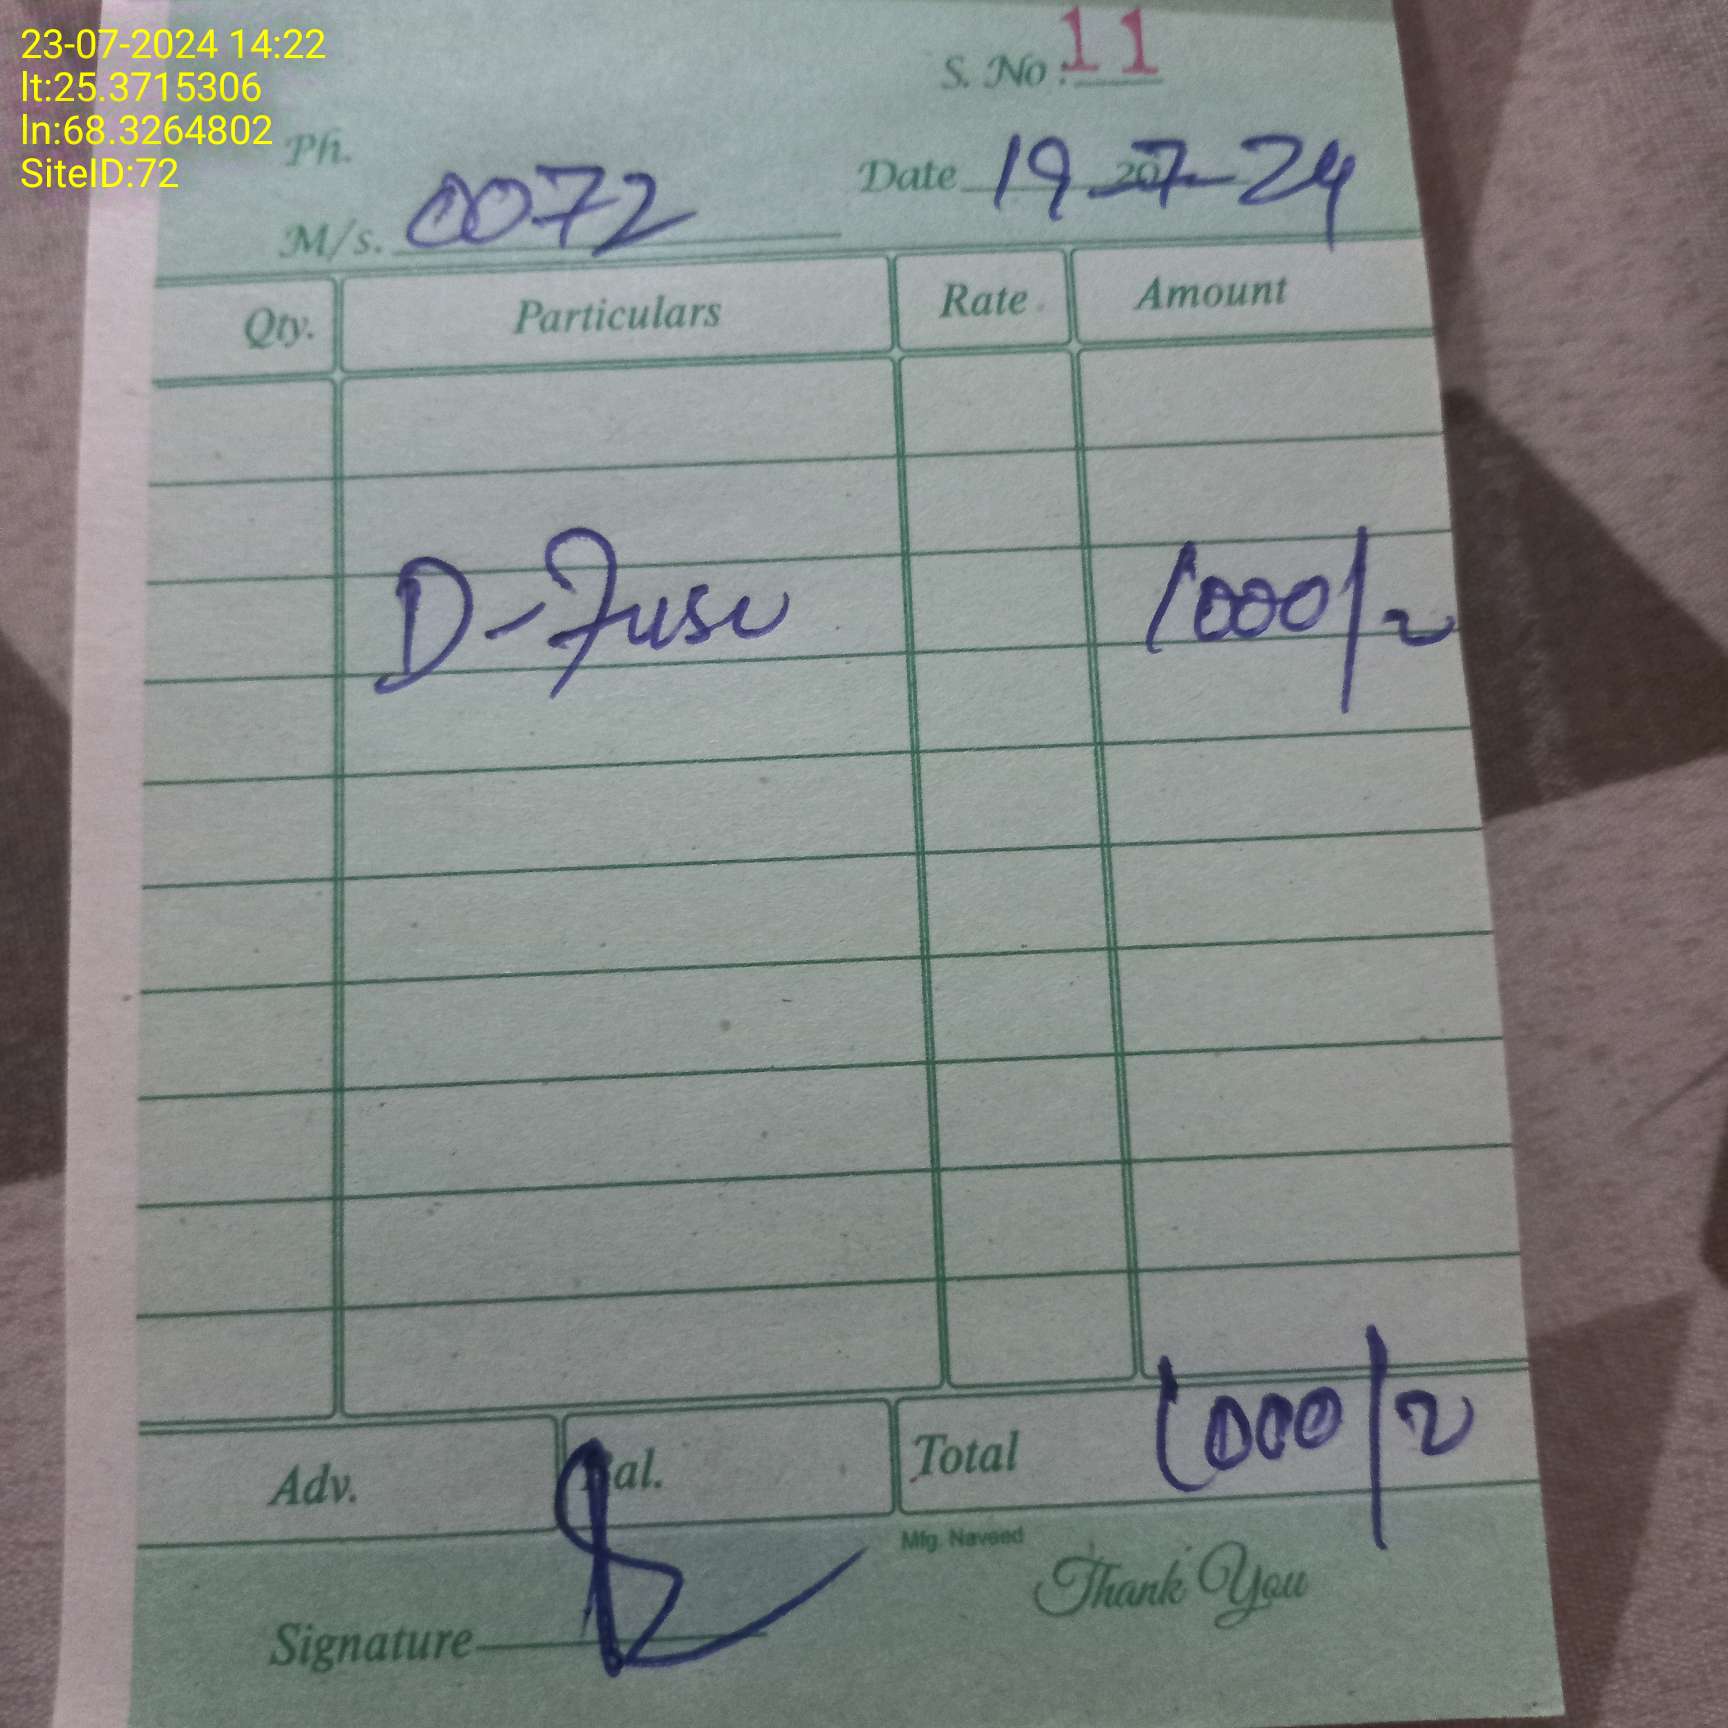 23-07-2024 14:22
lt:25.3715306
ln:68.3264802
SiteID:72
S. No. 11
Ph.
M/s. 0072
Date 19-7-24
Qty. Particulars Rate Amount
D-Fuse 1000/-
Adv. Bal. Total 1000/-
Mfg. Naveed
Thank You
Signature